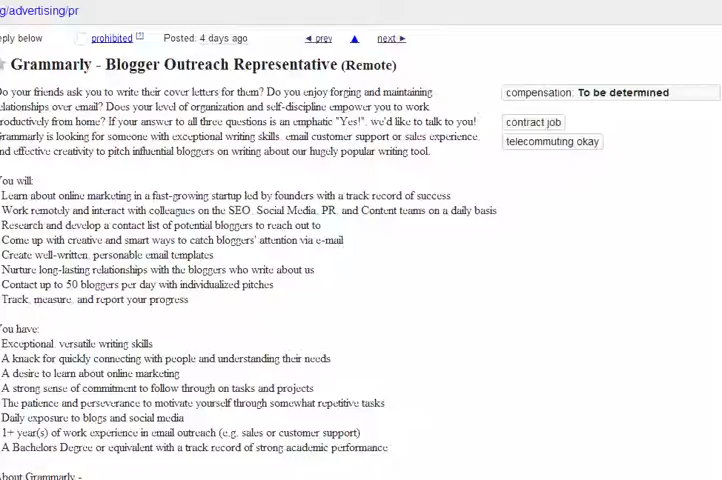 g/advertising/pr
eply below prohibited [?] Posted: 4 days ago ◄ prev ▲ next ►
Grammarly - Blogger Outreach Representative (Remote)
Do your friends ask you to write their cover letters for them? Do you enjoy forging and maintaining
relationships over email? Does your level of organization and self-discipline empower you to work
productively from home? If your answer to all three questions is an emphatic "Yes!", we'd like to talk to you!
Grammarly is looking for someone with exceptional writing skills, email customer support or sales experience,
and effective creativity to pitch influential bloggers on writing about our hugely popular writing tool.
compensation: To be determined
contract job
telecommuting okay
You will:
Learn about online marketing in a fast-growing startup led by founders with a track record of success
Work remotely and interact with colleagues on the SEO, Social Media, PR, and Content teams on a daily basis
Research and develop a contact list of potential bloggers to reach out to
Come up with creative and smart ways to catch bloggers' attention via e-mail
Create well-written, personable email templates
Nurture long-lasting relationships with the bloggers who write about us
Contact up to 50 bloggers per day with individualized pitches
Track, measure, and report your progress
You have:
Exceptional, versatile writing skills
A knack for quickly connecting with people and understanding their needs
A desire to learn about online marketing
A strong sense of commitment to follow through on tasks and projects
The patience and perseverance to motivate yourself through somewhat repetitive tasks
Daily exposure to blogs and social media
1+ year(s) of work experience in email outreach (e.g. sales or customer support)
A Bachelors Degree or equivalent with a track record of strong academic performance
About Grammarly -